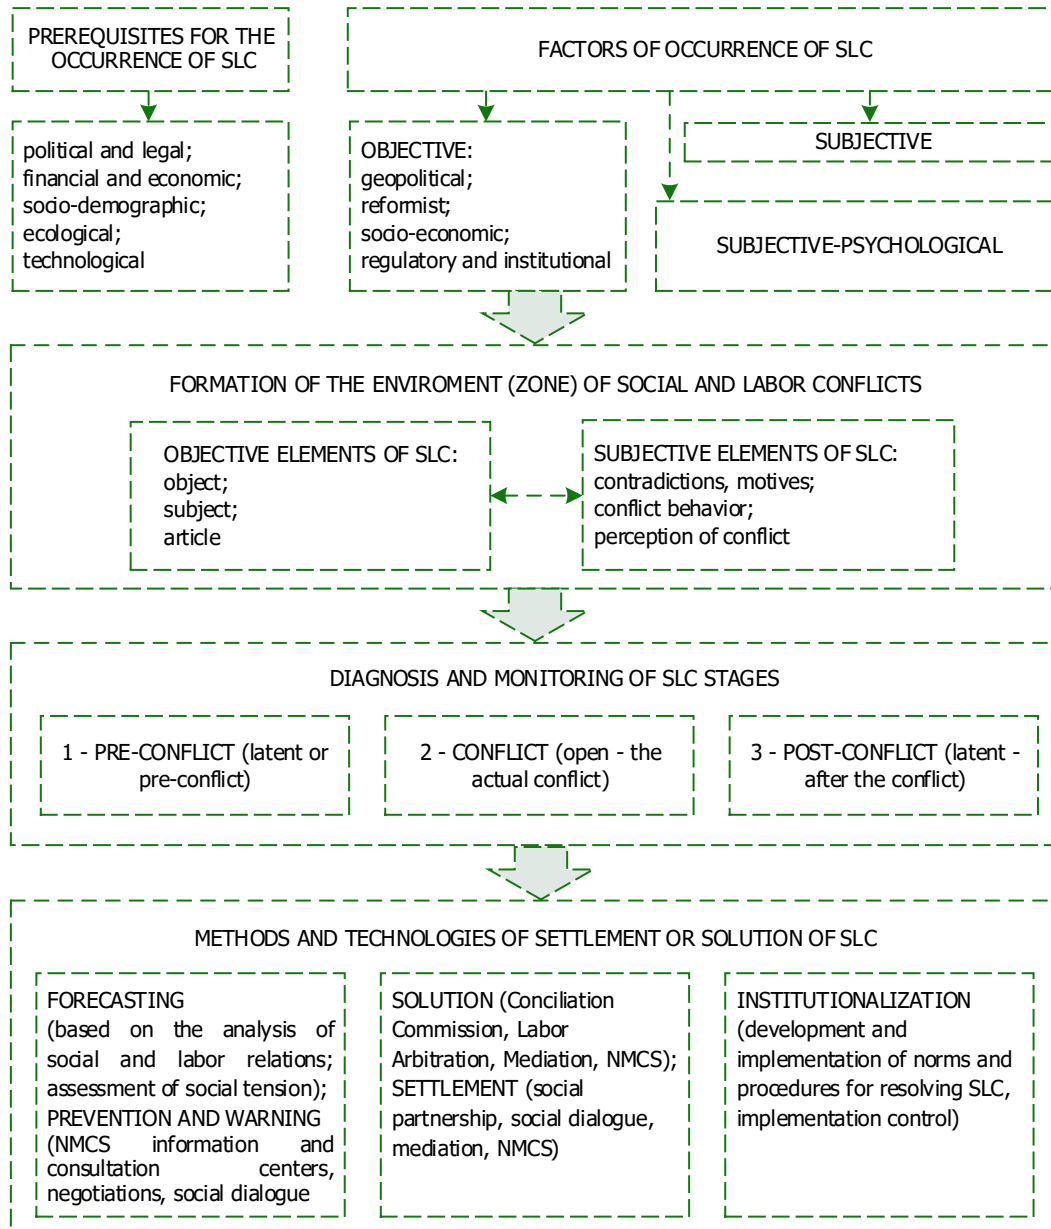 PREREQUISITES FOR THE
OCCURRENCE OF SLC
FACTORS OF OCCURRENCE OF SLC
political and legal;
financial and economic;
socio-demographic;
ecological;
technological
OBJECTIVE:
geopolitical;
reformist;
socio-economic;
regulatory and institutional
SUBJECTIVE
SUBJECTIVE-PSYCHOLOGICAL
FORMATION OF THE ENVIROMENT (ZONE) OF SOCIAL AND LABOR CONFLICTS
OBJECTIVE ELEMENTS OF SLC:
object;
subject;
article
SUBJECTIVE ELEMENTS OF SLC:
contradictions, motives;
conflict behavior;
perception of conflict
DIAGNOSIS AND MONITORING OF SLC STAGES
1 - PRE-CONFLICT (latent or
pre-conflict)
2 - CONFLICT (open - the
actual conflict)
3 - POST-CONFLICT (latent -
after the conflict)
METHODS AND TECHNOLOGIES OF SETTLEMENT OR SOLUTION OF SLC
FORECASTING
(based on the analysis of
social and labor relations;
assessment of social tension);
PREVENTION AND WARNING
(NMCS information and
consultation centers,
negotiations, social dialogue
SOLUTION (Conciliation
Commission, Labor
Arbitration, Mediation, NMCS);
SETTLEMENT (social
partnership, social dialogue,
mediation, NMCS)
INSTITUTIONALIZATION
(development and
implementation of norms and
procedures for resolving SLC,
implementation control)